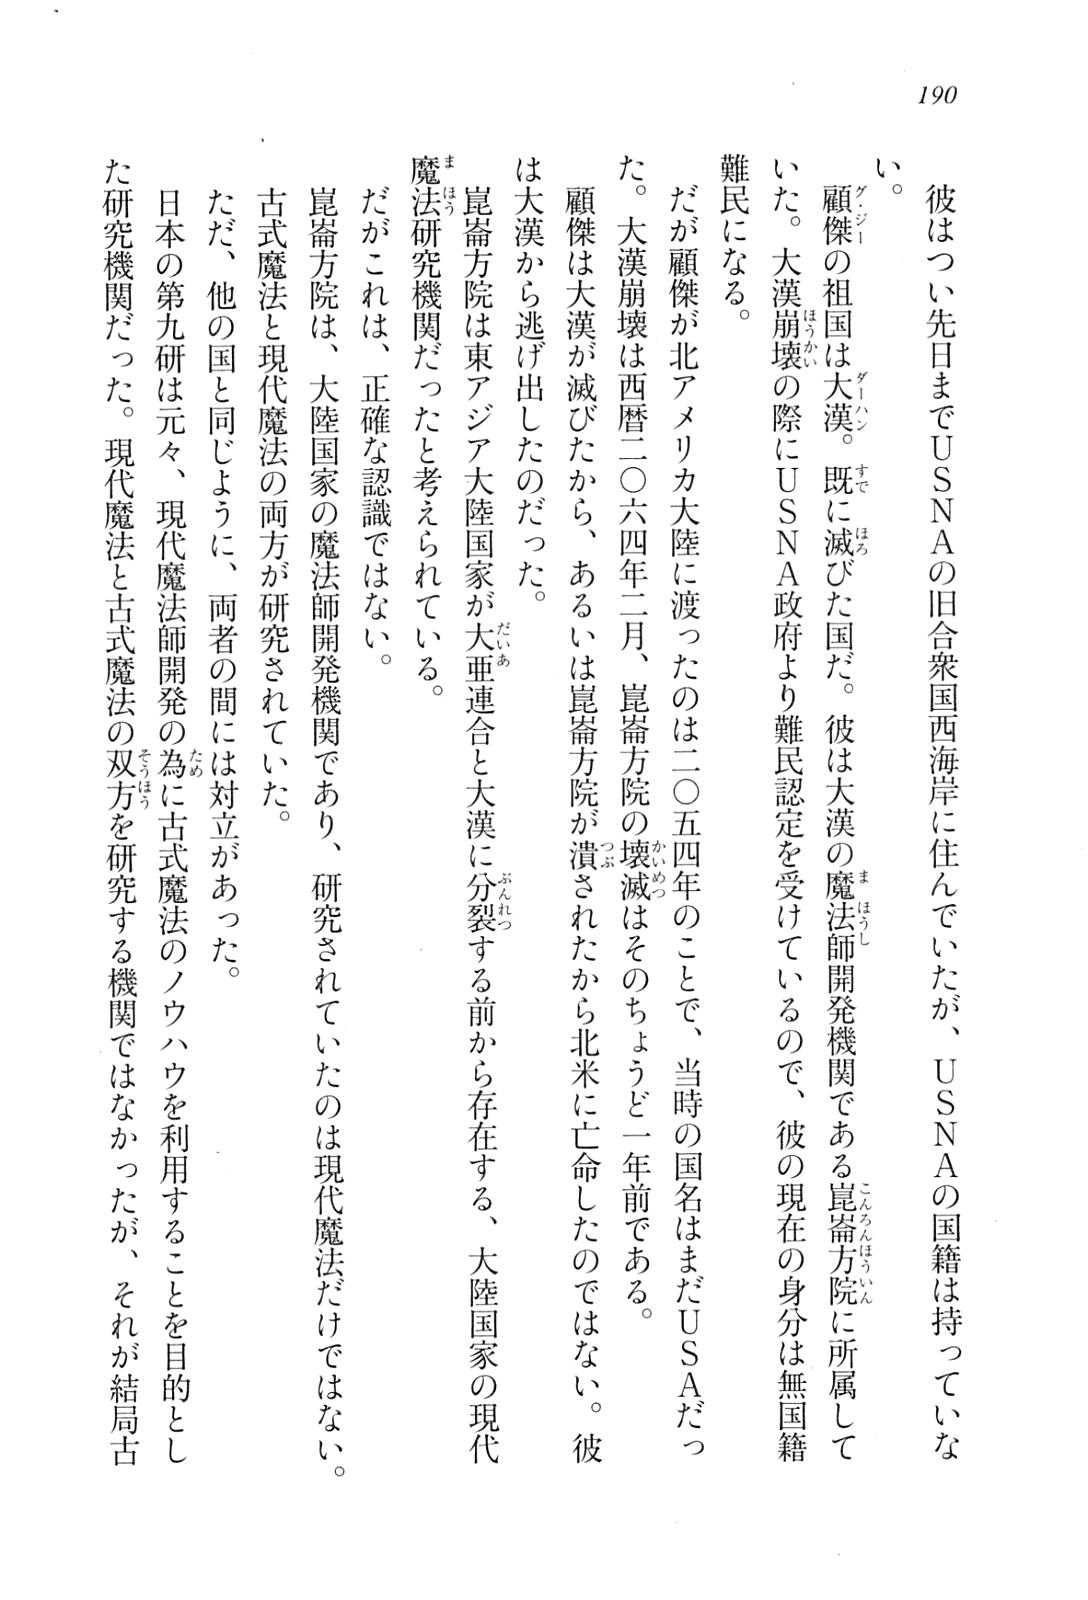 190
彼はつい先日までＵＳＮＡの旧合衆国西海岸に住んでいたが、ＵＳＮＡの国籍は持っていな
い。
顧傑の祖国は大漢。既に滅びた国だ。彼は大漢の魔法師開発機関である崑崙方院に所属して
いた。大漢崩壊の際にＵＳＮＡ政府より難民認定を受けているので、彼の現在の身分は無国籍
難民になる。
だが顧傑が北アメリカ大陸に渡ったのは二〇五四年のことで、当時の国名はまだＵＳＡだっ
た。大漢崩壊は西暦二〇六四年二月、崑崙方院の壊滅はそのちょうど一年前である。
顧傑は大漢が滅びたから、あるいは崑崙方院が潰されたから北米に亡命したのではない。彼
は大漢から逃げ出したのだった。
崑崙方院は東アジア大陸国家が大亜連合と大漢に分裂する前から存在する、大陸国家の現代
魔法研究機関だったと考えられている。
だがこれは、正確な認識ではない。
崑崙方院は、大陸国家の魔法師開発機関であり、研究されていたのは現代魔法だけではない。
古式魔法と現代魔法の両方が研究されていた。
ただ、他の国と同じように、両者の間には対立があった。
日本の第九研は元々、現代魔法師開発の為に古式魔法のノウハウを利用することを目的とし
た研究機関だった。現代魔法と古式魔法の双方を研究する機関ではなかったが、それが結局古